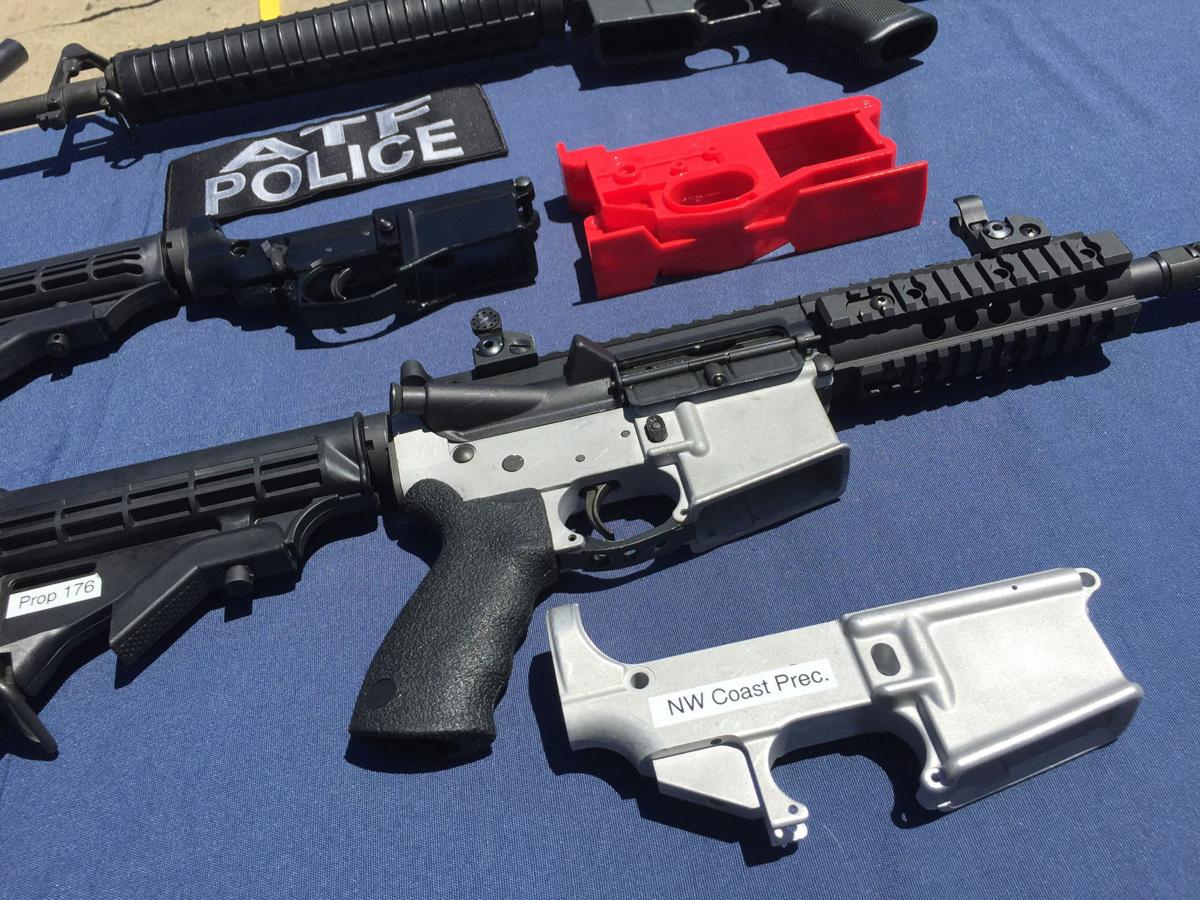 ATF
POLICE
Prop 176
NW Coast Prec.